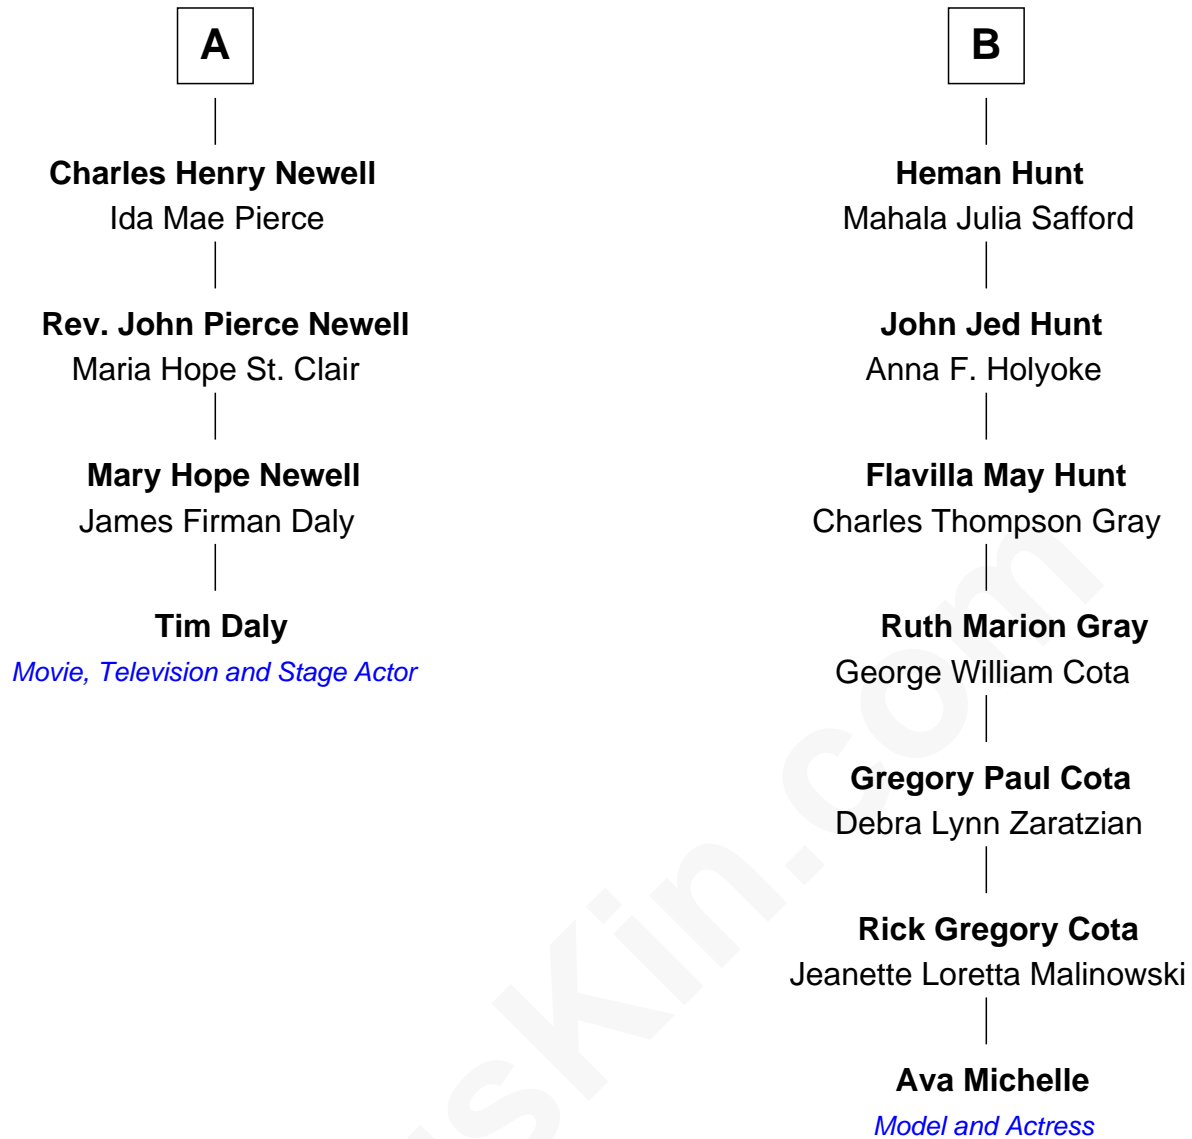 A
Charles Henry Newell
Ida Mae Pierce
Rev. John Pierce Newell
Maria Hope St. Clair
Mary Hope Newell
James Firman Daly
Tim Daly
Movie, Television and Stage Actor
B
Heman Hunt
Mahala Julia Safford
John Jed Hunt
Anna F. Holyoke
Flavilla May Hunt
Charles Thompson Gray
Ruth Marion Gray
George William Cota
Gregory Paul Cota
Debra Lynn Zaratzian
Rick Gregory Cota
Jeanette Loretta Malinowski
Ava Michelle
Model and Actress
sKin.com